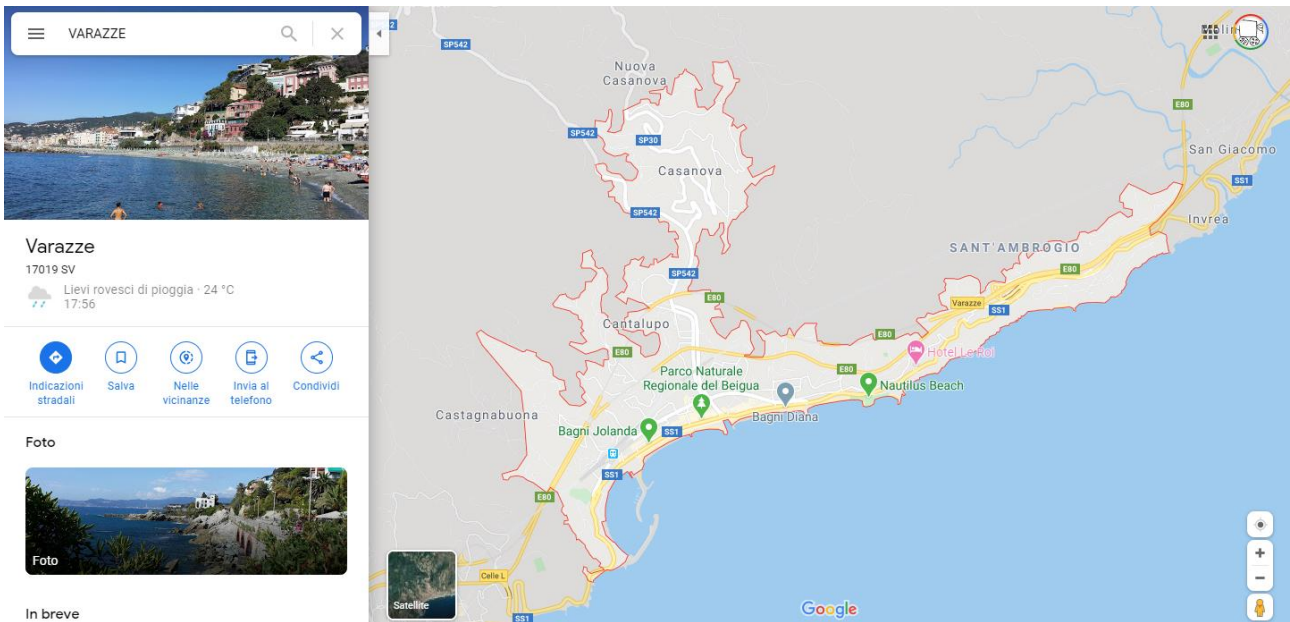 VARAZZE
Varazze
17019 SV
Lievi rovesci di pioggia · 24 °C
17:56
Indicazioni
stradali
Salva
Nelle
vicinanze
Invia al
telefono
Condividi
Foto
Foto
In breve
2
SP542
Nuova
Casanova
E80
SP542
SP30
San Giacomo
Casanova
SS1
SP542
Invrea
SANT'AMBROGIO
SP542
E80
E80
Varazze
SS1
Cantalupo
E80
E80
Hotel Le Roi
Parco Naturale
Regionale del Beigua
E80
Nautilus Beach
Castagnabuona
Bagni Diana
Bagni Jolanda
SS1
SS1
E80
Celle L
Satellite
Google
SS1